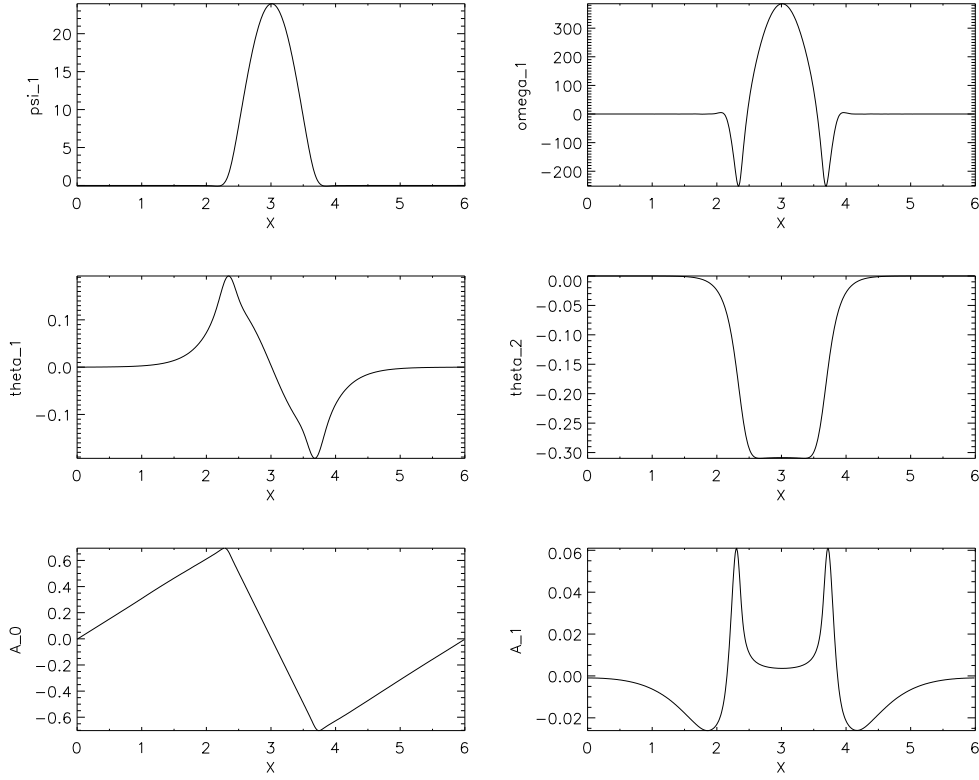 psi_1
20
15
10
5
0
0 1 2 3 4 5 6
X
omega_1
300
200
100
0
−100
−200
0 1 2 3 4 5 6
X
theta_1
0.1
0.0
−0.1
0 1 2 3 4 5 6
X
theta_2
0.00
−0.05
−0.10
−0.15
−0.20
−0.25
−0.30
0 1 2 3 4 5 6
X
A_0
0.6
0.4
0.2
0.0
−0.2
−0.4
−0.6
0 1 2 3 4 5 6
X
A_1
0.06
0.04
0.02
0.00
−0.02
0 1 2 3 4 5 6
X